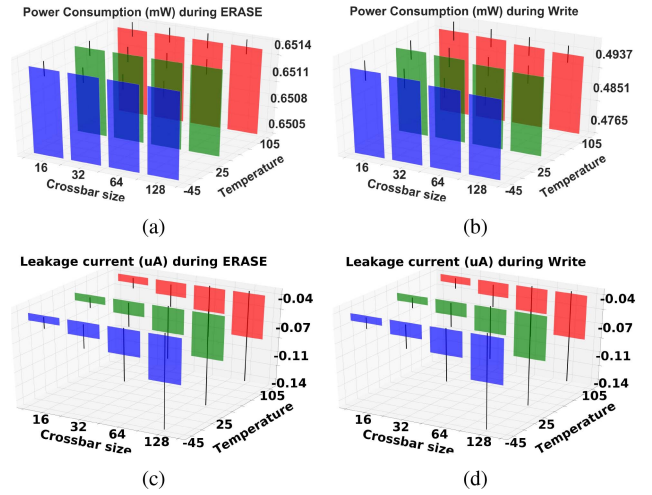 Power Consumption (mW) during ERASE
0.6514
0.6511
0.6508
0.6505
16
32
64
128
-45
25
105
Crossbar size
Temperature
(a)
Power Consumption (mW) during Write
0.4937
0.4851
0.4765
16
32
64
128
-45
25
105
Crossbar size
Temperature
(b)
Leakage current (uA) during ERASE
-0.04
-0.07
-0.11
-0.14
16
32
64
128
-45
25
105
Crossbar size
Temperature
(c)
Leakage current (uA) during Write
-0.04
-0.07
-0.11
-0.14
16
32
64
128
-45
25
105
Crossbar size
Temperature
(d)